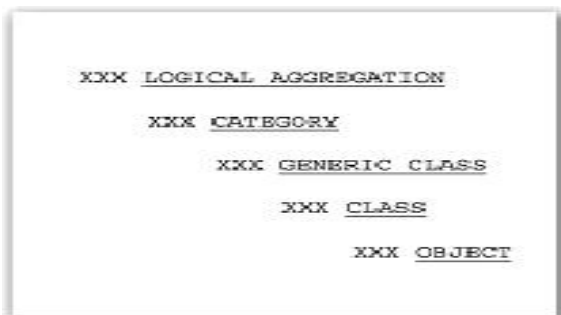 XXX LOGICAL AGGREGATION
XXX CATEGORY
XXX GENERIC CLASS
XXX CLASS
XXX OBJECT